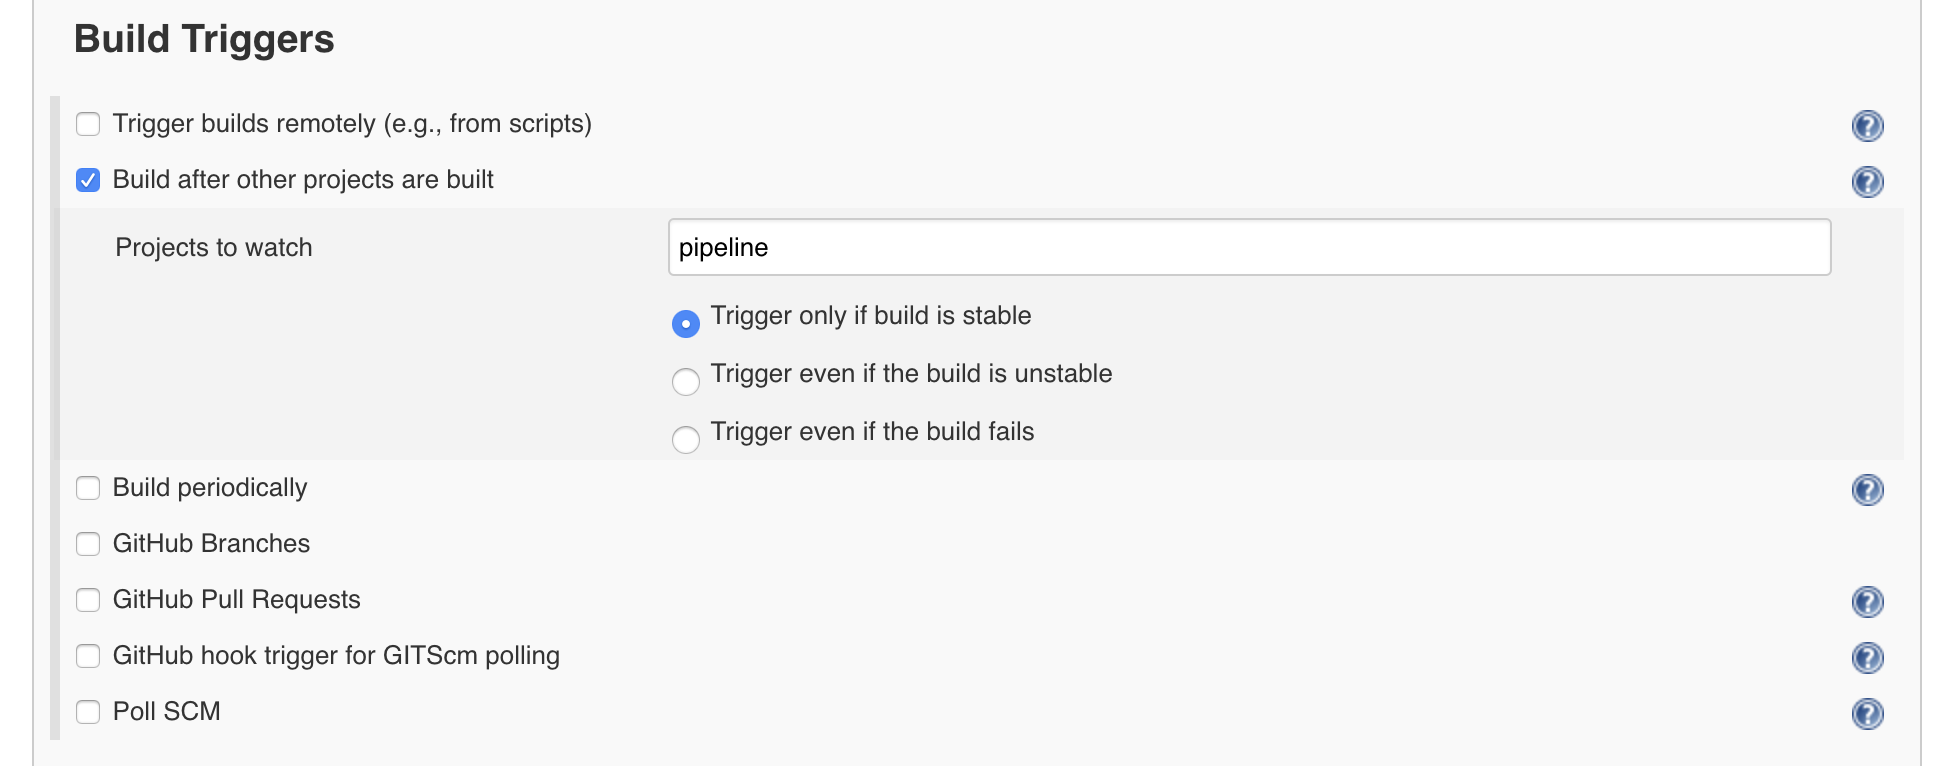 Build Triggers
Trigger builds remotely (e.g., from scripts)
?
Build after other projects are built
?
Projects to watch
pipeline
Trigger only if build is stable
Trigger even if the build is unstable
Trigger even if the build fails
Build periodically
?
GitHub Branches
GitHub Pull Requests
?
GitHub hook trigger for GITScm polling
?
Poll SCM
?